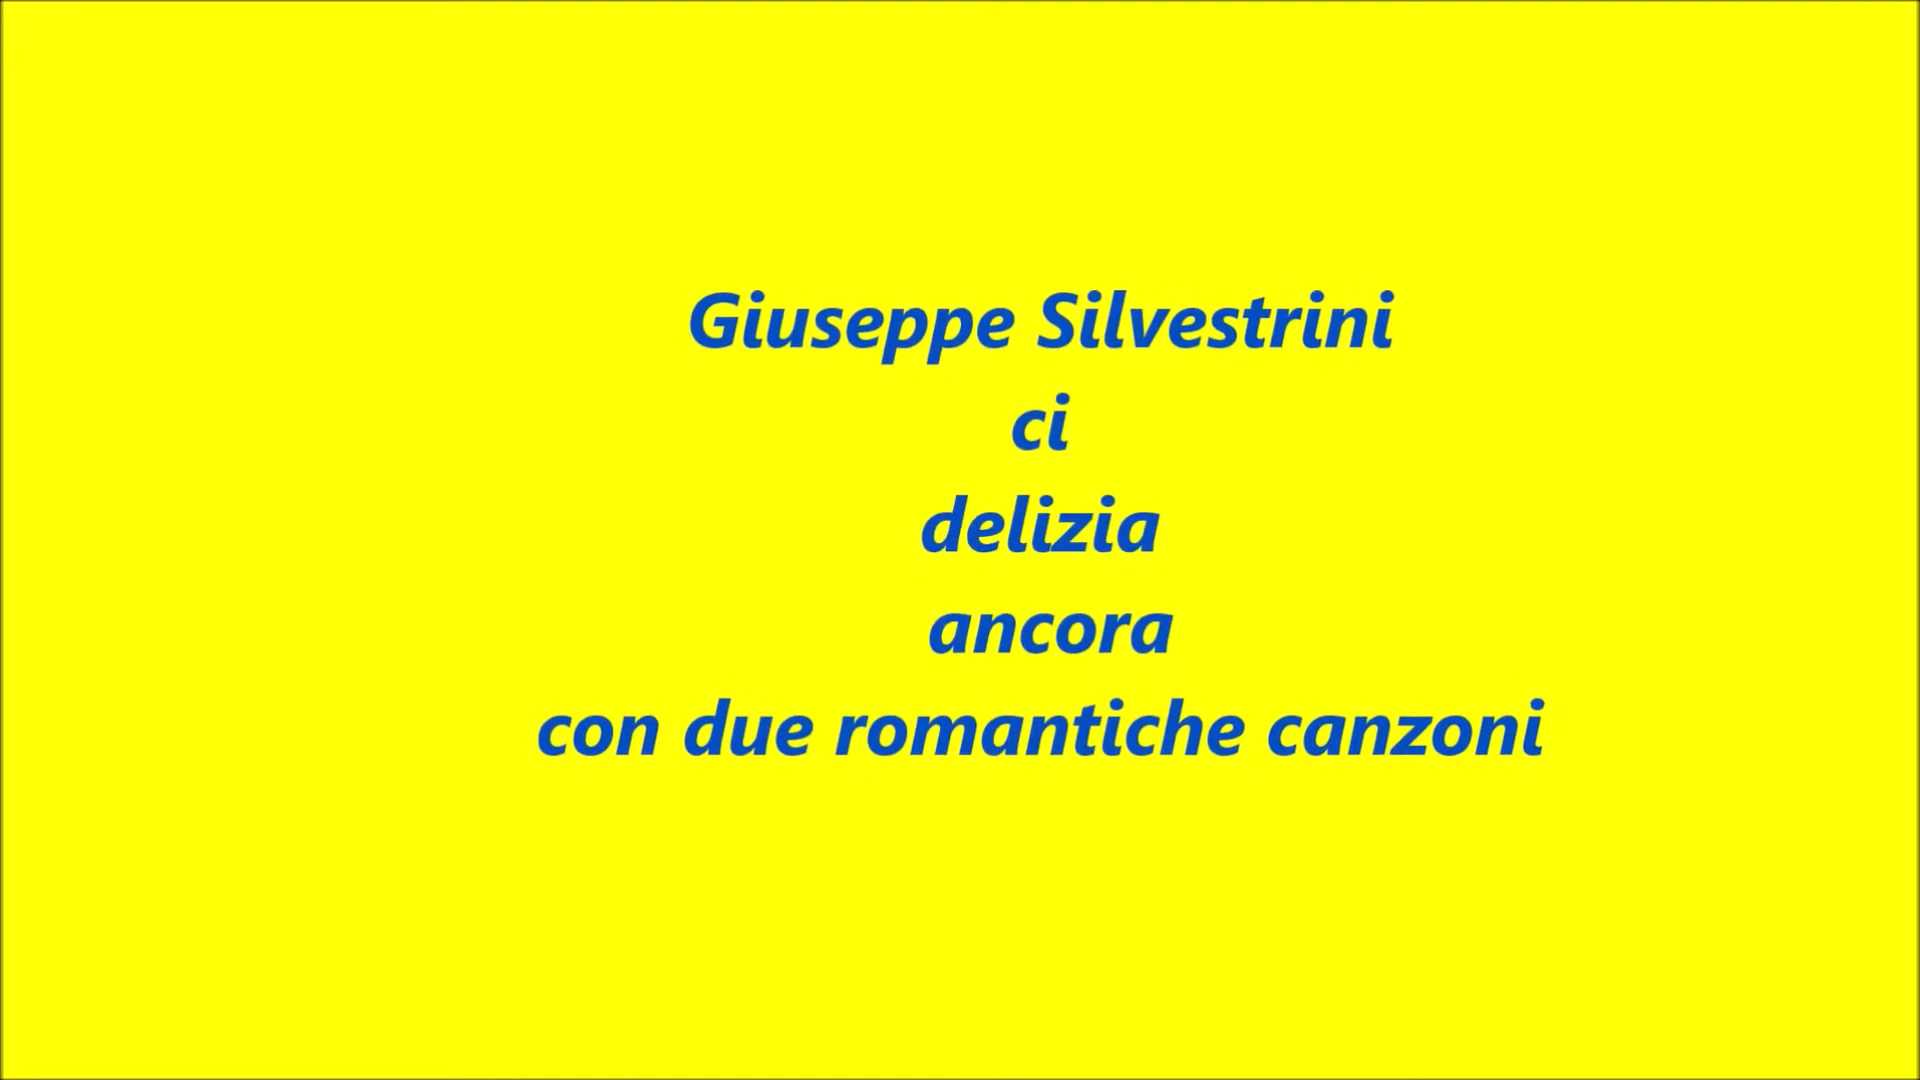 Giuseppe Silvestrini
ci
delizia
ancora
con due romantiche canzoni